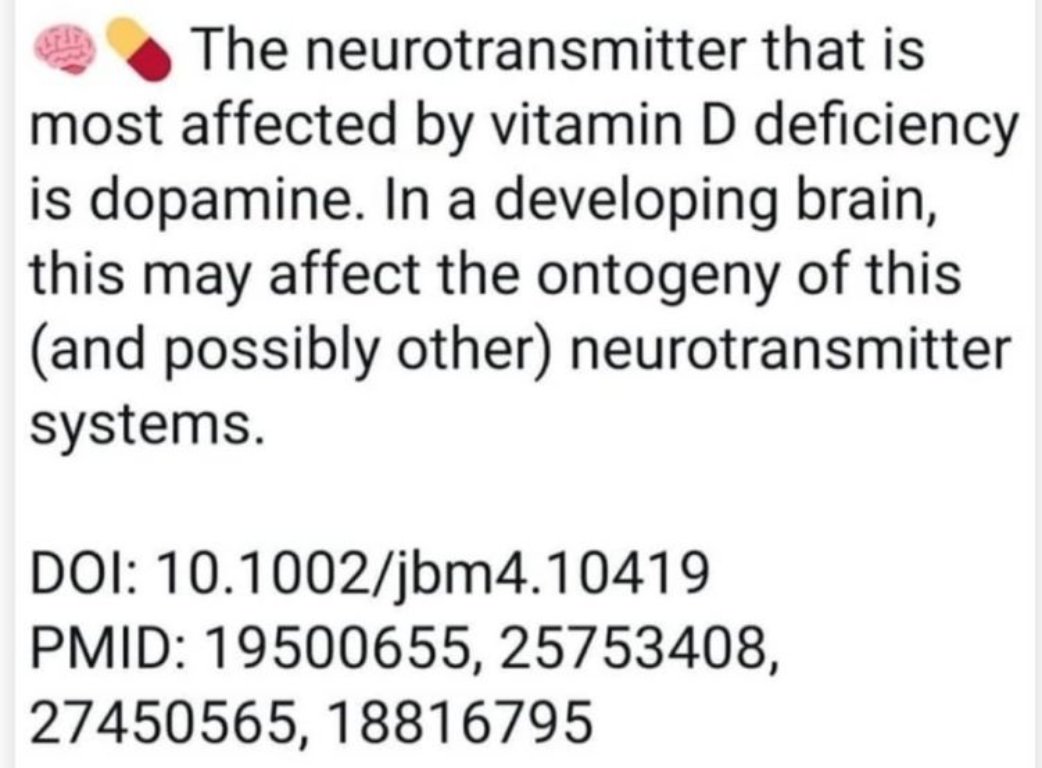 🧠💊 The neurotransmitter that is
most affected by vitamin D deficiency
is dopamine. In a developing brain,
this may affect the ontogeny of this
(and possibly other) neurotransmitter
systems.
DOI: 10.1002/jbm4.10419
PMID: 19500655, 25753408,
27450565, 18816795